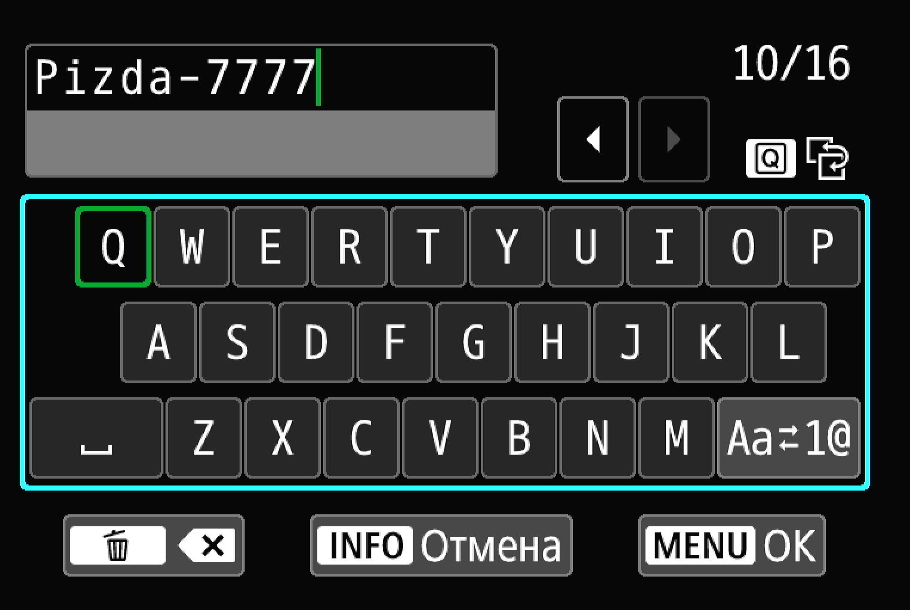 Pizda-7777
10/16
Q
Q W E R T Y U I O P
A S D F G H J K L
Z X C V B N M Aa⇄1@
INFO Отмена MENU OK